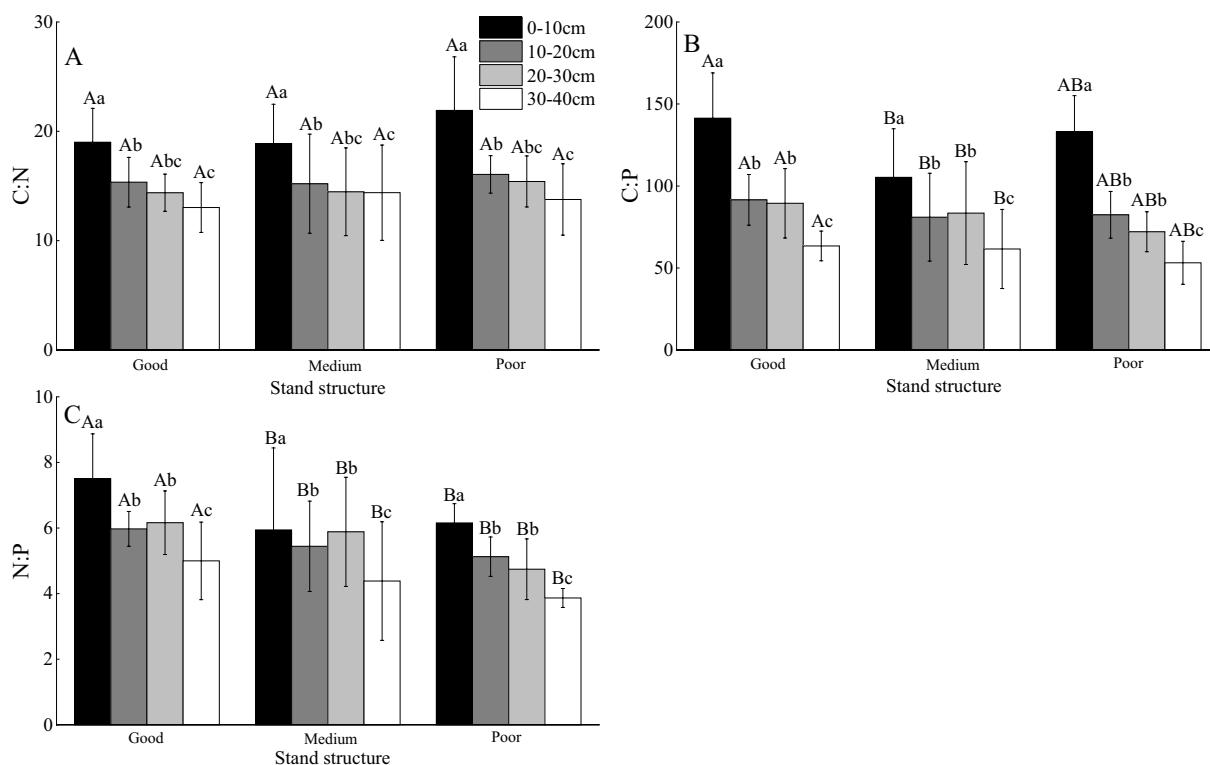 A
30
20
10
0
C:N
0-10cm
10-20cm
20-30cm
30-40cm
Aa
Ab
Abc
Ac
Aa
Ab
Abc
Ac
Aa
Ab
Abc
Ac
Good
Medium
Poor
Stand structure
B
200
150
100
50
0
C:P
Aa
Ab
Ab
Ac
Ba
Bb
Bb
Bc
ABa
ABb
ABb
ABc
Good
Medium
Poor
Stand structure
C
10
8
6
4
2
0
N:P
Aa
Ab
Ab
Ac
Ba
Bb
Bb
Bc
Ba
Bb
Bb
Bc
Good
Medium
Poor
Stand structure